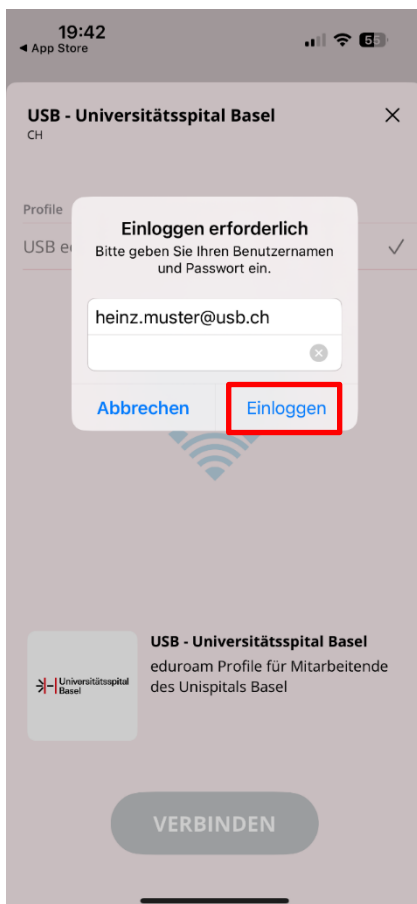 19:42
◀ App Store
55
USB - Universitätsspital Basel
CH
Profile
USB e
Einloggen erforderlich
Bitte geben Sie Ihren Benutzernamen
und Passwort ein.
heinz.muster@usb.ch
Abbrechen
Einloggen
USB - Universitätsspital Basel
eduroam Profile für Mitarbeitende
des Unispitals Basel
Universitätsspital
Basel
VERBINDEN